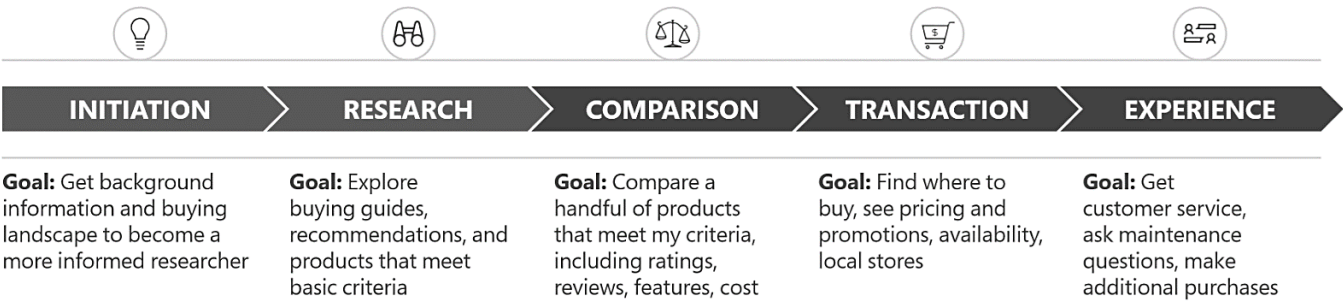 $
INITIATION
RESEARCH
COMPARISON
TRANSACTION
EXPERIENCE
Goal: Get background
information and buying
landscape to become a
more informed researcher
Goal: Explore
buying guides,
recommendations, and
products that meet
basic criteria
Goal: Compare a
handful of products
that meet my criteria,
including ratings,
reviews, features, cost
Goal: Find where to
buy, see pricing and
promotions, availability,
local stores
Goal: Get
customer service,
ask maintenance
questions, make
additional purchases